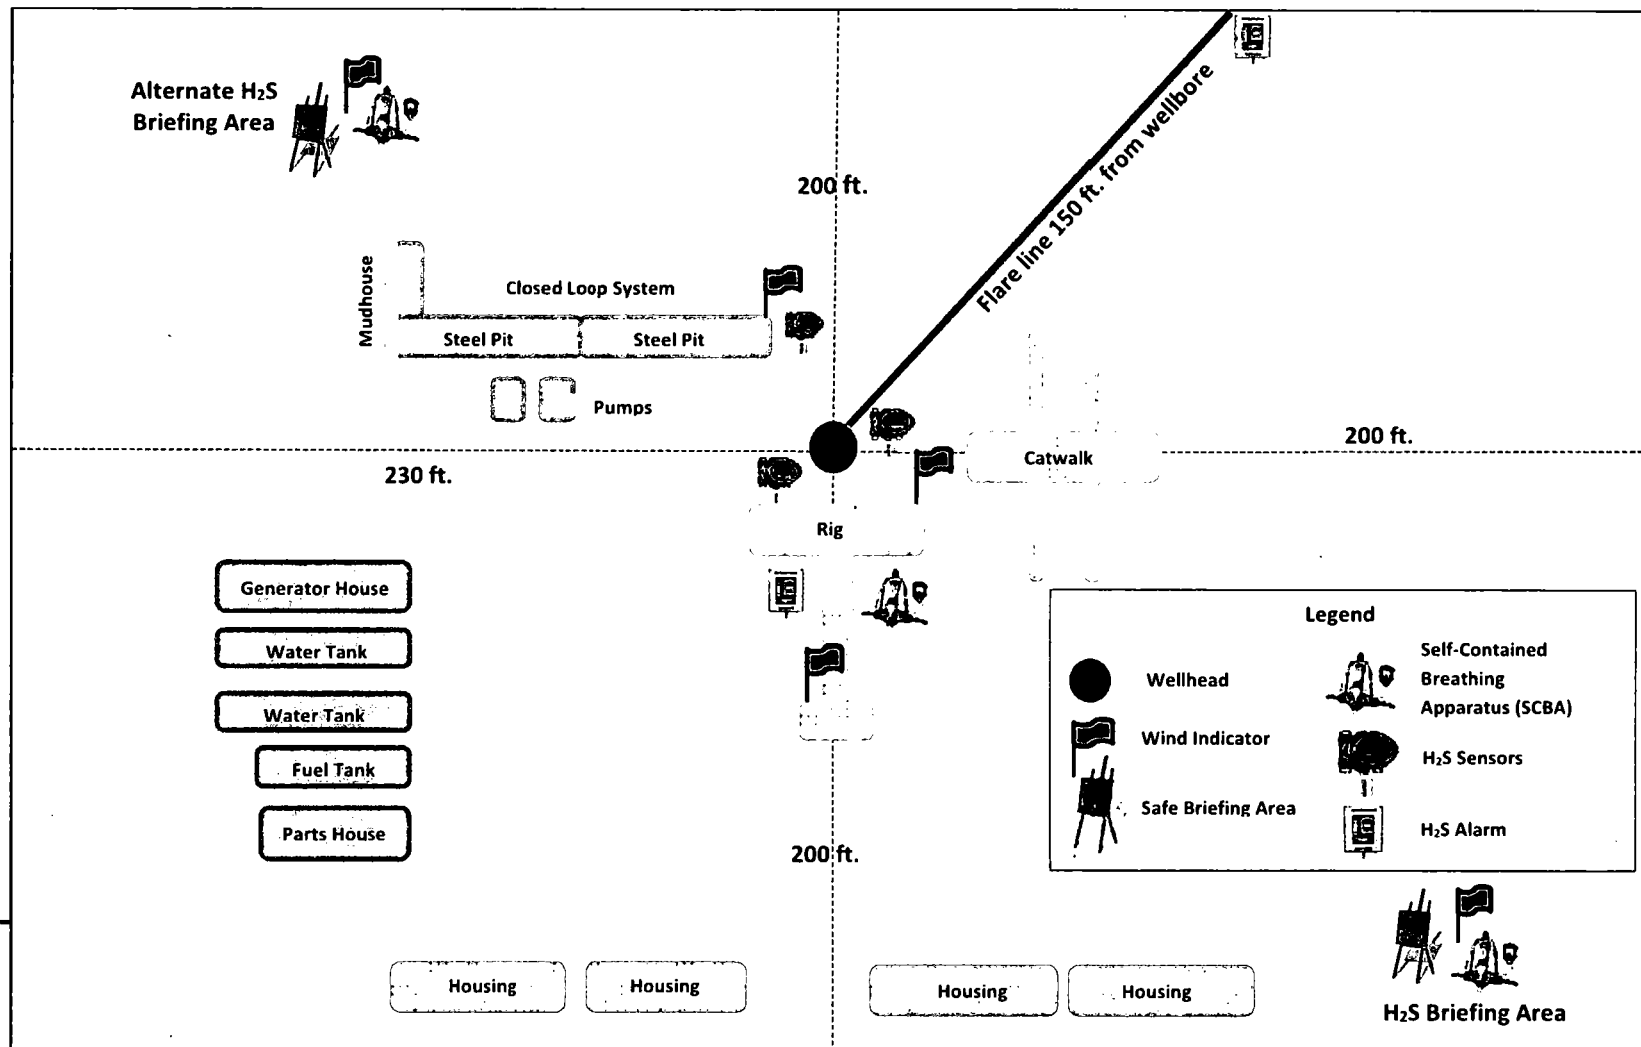 Alternate H₂S
Briefing Area
200 ft.
Flare line 150 ft. from wellbore
Mudhouse
Closed Loop System
Steel Pit
Steel Pit
Pumps
230 ft.
Catwalk
200 ft.
Rig
Generator House
Water Tank
Water Tank
Fuel Tank
Parts House
200 ft.
Legend
Wellhead
Wind Indicator
Safe Briefing Area
Self-Contained
Breathing
Apparatus (SCBA)
H₂S Sensors
H₂S Alarm
Housing
Housing
Housing
Housing
H₂S Briefing Area